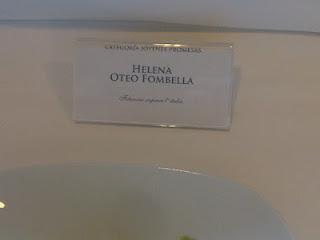 CATEGORÍA JÓVENES PROMESAS
HELENA
OTEO FOMBELLA